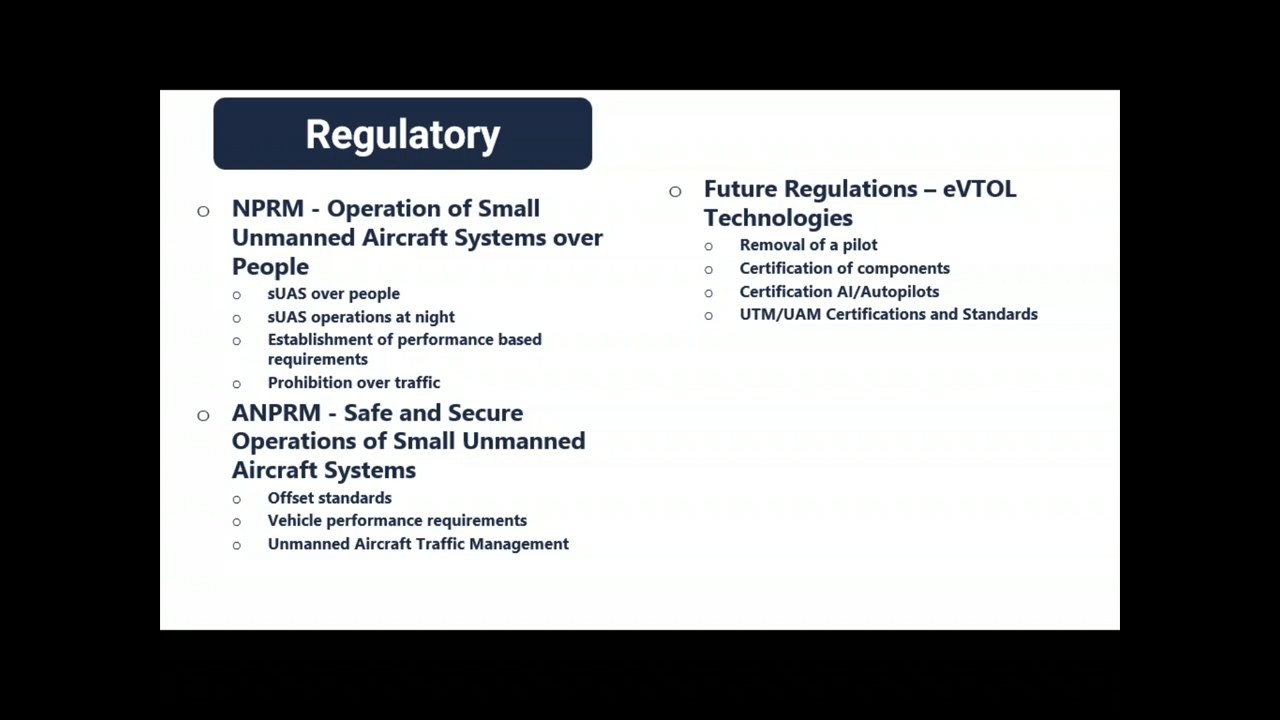 Regulatory
NPRM - Operation of Small
Unmanned Aircraft Systems over
People
sUAS over people
sUAS operations at night
Establishment of performance based
requirements
Prohibition over traffic
ANPRM - Safe and Secure
Operations of Small Unmanned
Aircraft Systems
Offset standards
Vehicle performance requirements
Unmanned Aircraft Traffic Management
Future Regulations – eVTOL
Technologies
Removal of a pilot
Certification of components
Certification AI/Autopilots
UTM/UAM Certifications and Standards